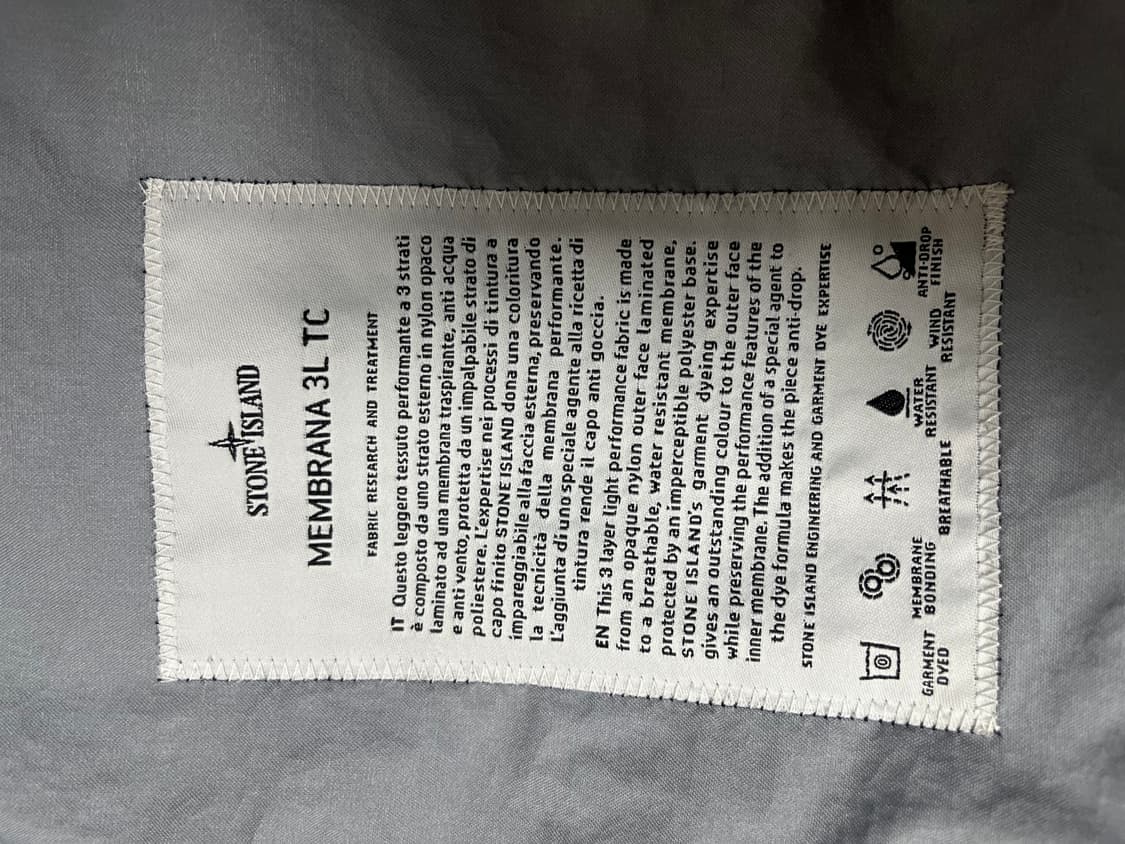 STONE ISLAND
MEMBRANA 3L TC
FABRIC RESEARCH AND TREATMENT
IT Questo leggero tessuto performante a 3 strati
è composto da uno strato esterno in nylon opaco
laminato ad una membrana traspirante, anti acqua
e anti vento, protetta da un impalpabile strato di
poliestere. L'expertise nei processi di tintura a
capo finito STONE ISLAND dona una coloritura
impareggiabile alla faccia esterna, preservando
la tecnicità della membrana performante.
L'aggiunta di uno speciale agente alla ricetta di
tintura rende il capo anti goccia.
EN This 3 layer light performance fabric is made
from an opaque nylon outer face laminated
to a breathable, water resistant membrane,
protected by an imperceptible polyester base.
STONE ISLAND's garment dyeing expertise
gives an outstanding colour to the outer face
while preserving the performance features of the
inner membrane. The addition of a special agent to
the dye formula makes the piece anti-drop.
STONE ISLAND ENGINEERING AND GARMENT DYE EXPERTISE
GARMENT DYED
MEMBRANE BONDING
BREATHABLE
WATER RESISTANT
WIND RESISTANT
ANTI-DROP FINISH